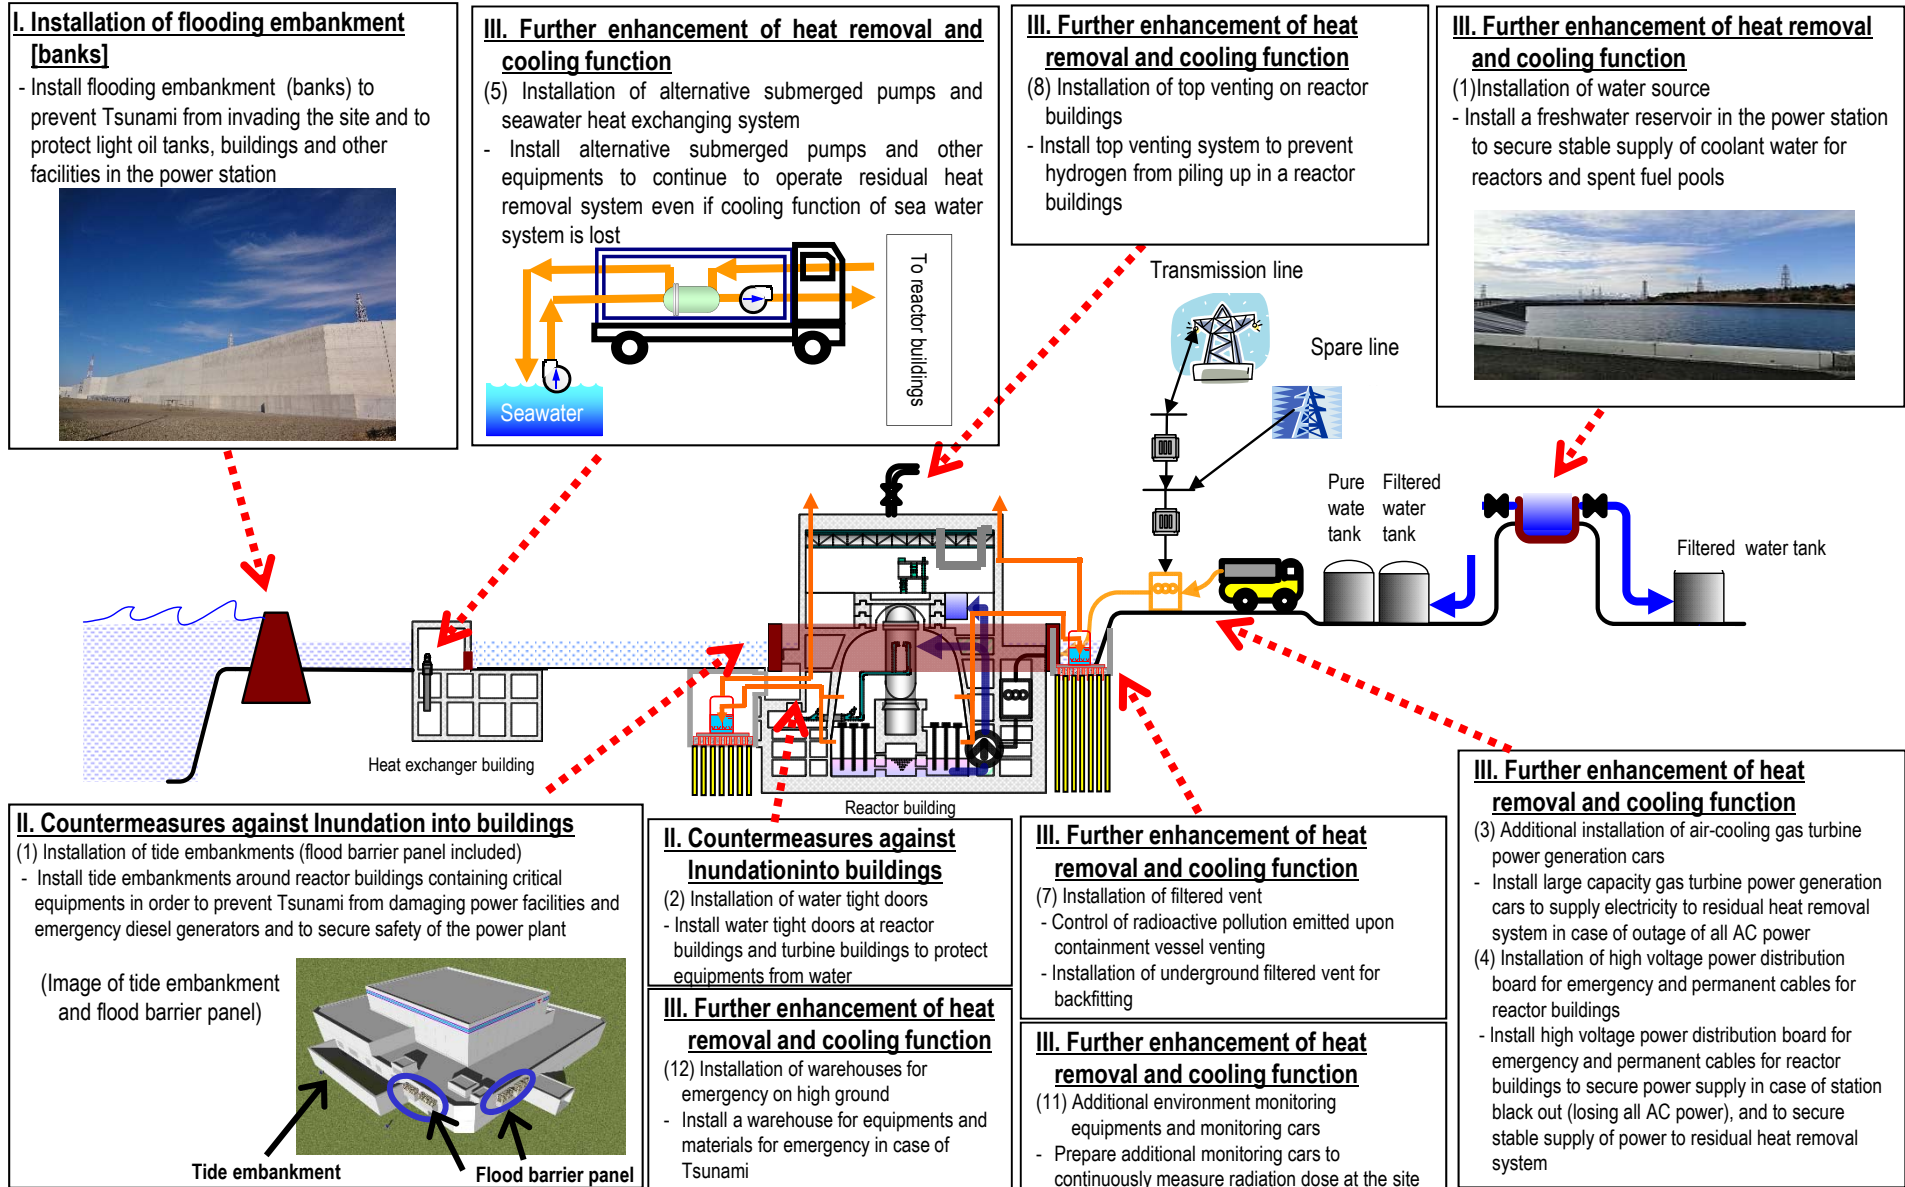 I. Installation of flooding embankment
[banks]
- Install flooding embankment (banks) to
prevent Tsunami from invading the site and to
protect light oil tanks, buildings and other
facilities in the power station
III. Further enhancement of heat removal and
cooling function
(5) Installation of alternative submerged pumps and
seawater heat exchanging system
- Install alternative submerged pumps and other
equipments to continue to operate residual heat
removal system even if cooling function of sea water
system is lost
To reactor buildings
Seawater
III. Further enhancement of heat
removal and cooling function
(8) Installation of top venting on reactor
buildings
- Install top venting system to prevent
hydrogen from piling up in a reactor
buildings
III. Further enhancement of heat removal
and cooling function
(1)Installation of water source
- Install a freshwater reservoir in the power station
to secure stable supply of coolant water for
reactors and spent fuel pools
Transmission line
Spare line
Pure
wate
tank
Filtered
water
tank
Filtered water tank
Heat exchanger building
Reactor building
II. Countermeasures against Inundation into buildings
(1) Installation of tide embankments (flood barrier panel included)
- Install tide embankments around reactor buildings containing critical
equipments in order to prevent Tsunami from damaging power facilities and
emergency diesel generators and to secure safety of the power plant
(Image of tide embankment
and flood barrier panel)
Tide embankment
Flood barrier panel
II. Countermeasures against
Inundationinto buildings
(2) Installation of water tight doors
- Install water tight doors at reactor
buildings and turbine buildings to protect
equipments from water
III. Further enhancement of heat
removal and cooling function
(12) Installation of warehouses for
emergency on high ground
- Install a warehouse for equipments and
materials for emergency in case of
Tsunami
III. Further enhancement of heat
removal and cooling function
(7) Installation of filtered vent
- Control of radioactive pollution emitted upon
containment vessel venting
- Installation of underground filtered vent for
backfitting
III. Further enhancement of heat
removal and cooling function
(11) Additional environment monitoring
equipments and monitoring cars
- Prepare additional monitoring cars to
continuously measure radiation dose at the site
III. Further enhancement of heat
removal and cooling function
(3) Additional installation of air-cooling gas turbine
power generation cars
- Install large capacity gas turbine power generation
cars to supply electricity to residual heat removal
system in case of outage of all AC power
(4) Installation of high voltage power distribution
board for emergency and permanent cables for
reactor buildings
- Install high voltage power distribution board for
emergency and permanent cables for reactor
buildings to secure power supply in case of station
black out (losing all AC power), and to secure
stable supply of power to residual heat removal
system